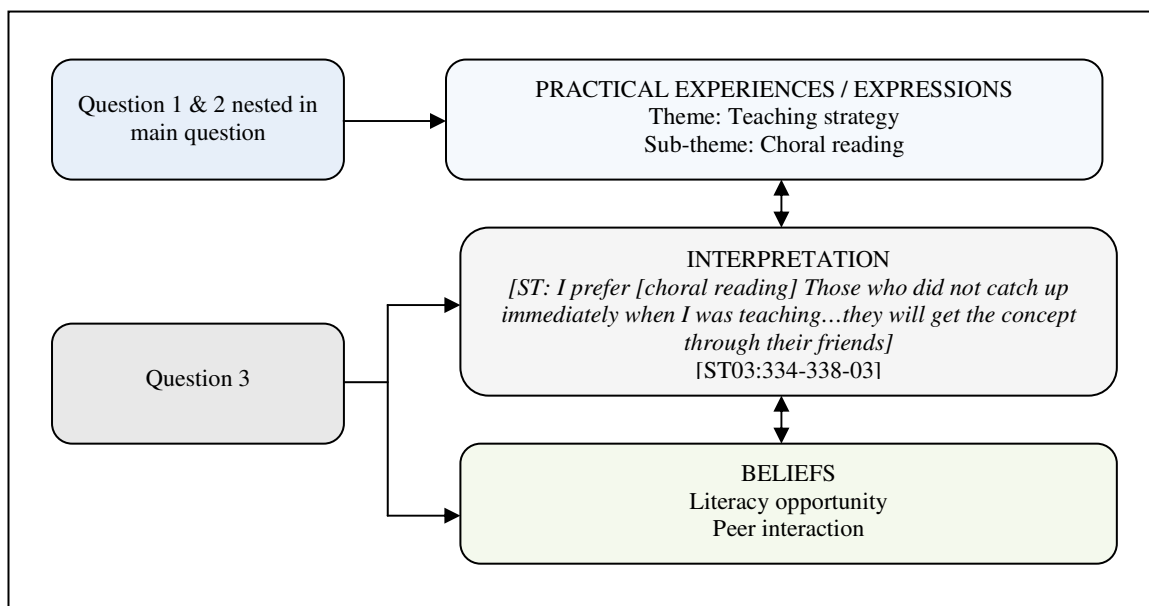 Question 1 & 2 nested in
main question
PRACTICAL EXPERIENCES / EXPRESSIONS
Theme: Teaching strategy
Sub-theme: Choral reading
INTERPRETATION
[ST: I prefer [choral reading] Those who did not catch up
immediately when I was teaching…they will get the concept
through their friends]
[ST03:334-338-03]
Question 3
BELIEFS
Literacy opportunity
Peer interaction